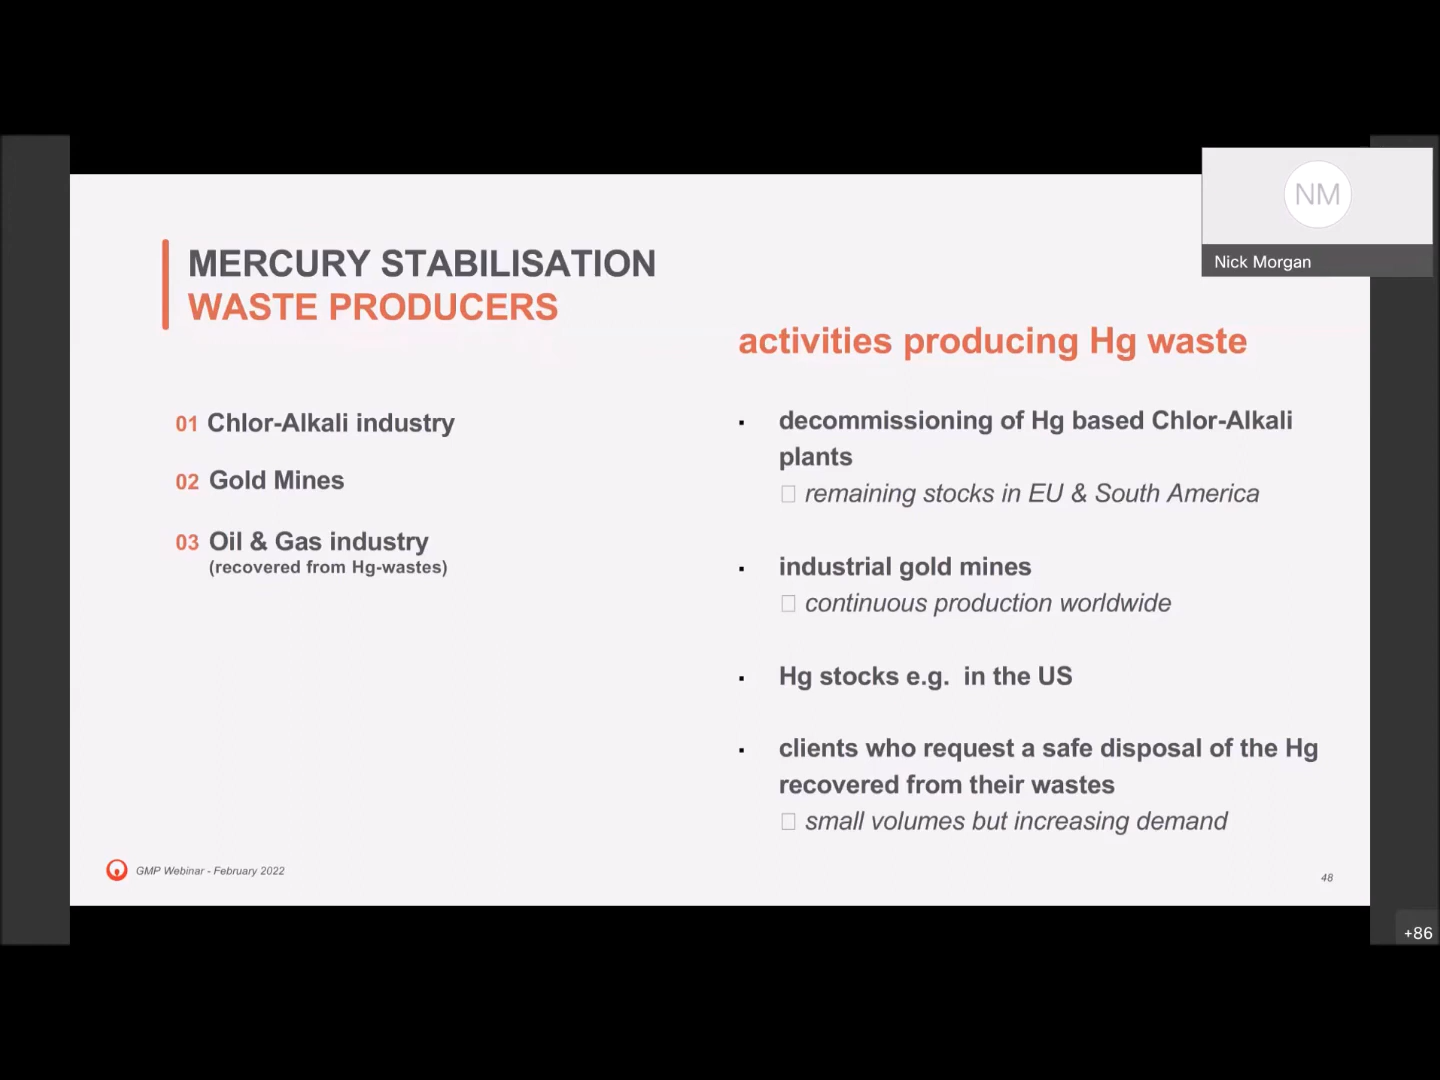 NM
Nick Morgan
MERCURY STABILISATION
WASTE PRODUCERS
01 Chlor-Alkali industry
02 Gold Mines
03 Oil & Gas industry
(recovered from Hg-wastes)
activities producing Hg waste
▪ decommissioning of Hg based Chlor-Alkali
plants
□ remaining stocks in EU & South America
▪ industrial gold mines
□ continuous production worldwide
▪ Hg stocks e.g.  in the US
▪ clients who request a safe disposal of the Hg
recovered from their wastes
□ small volumes but increasing demand
GMP Webinar - February 2022
48
+86